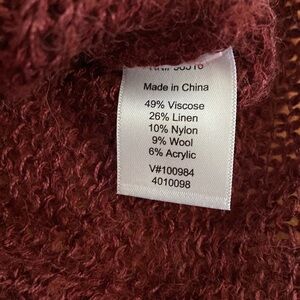 Made in China
49% Viscose
26% Linen
10% Nylon
9% Wool
6% Acrylic
V#100984
4010098